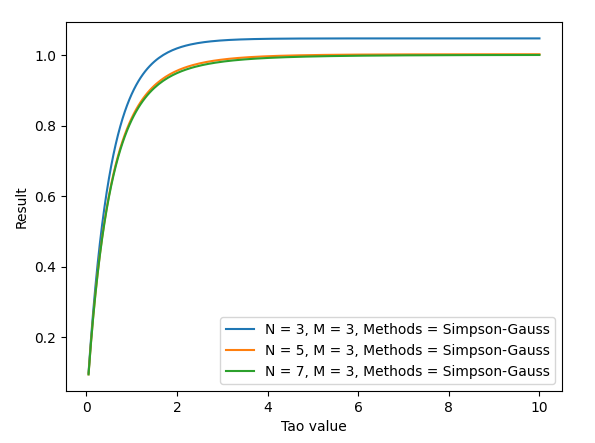 1.0
0.8
0.6
0.4
0.2
Result
N = 3, M = 3, Methods = Simpson-Gauss
N = 5, M = 3, Methods = Simpson-Gauss
N = 7, M = 3, Methods = Simpson-Gauss
0 2 4 6 8 10
Tao value